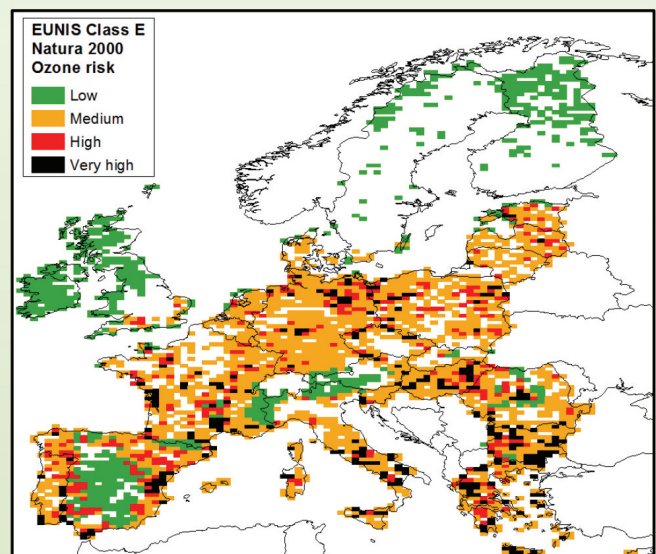 EUNIS Class E
Natura 2000
Ozone risk
Low
Medium
High
Very high